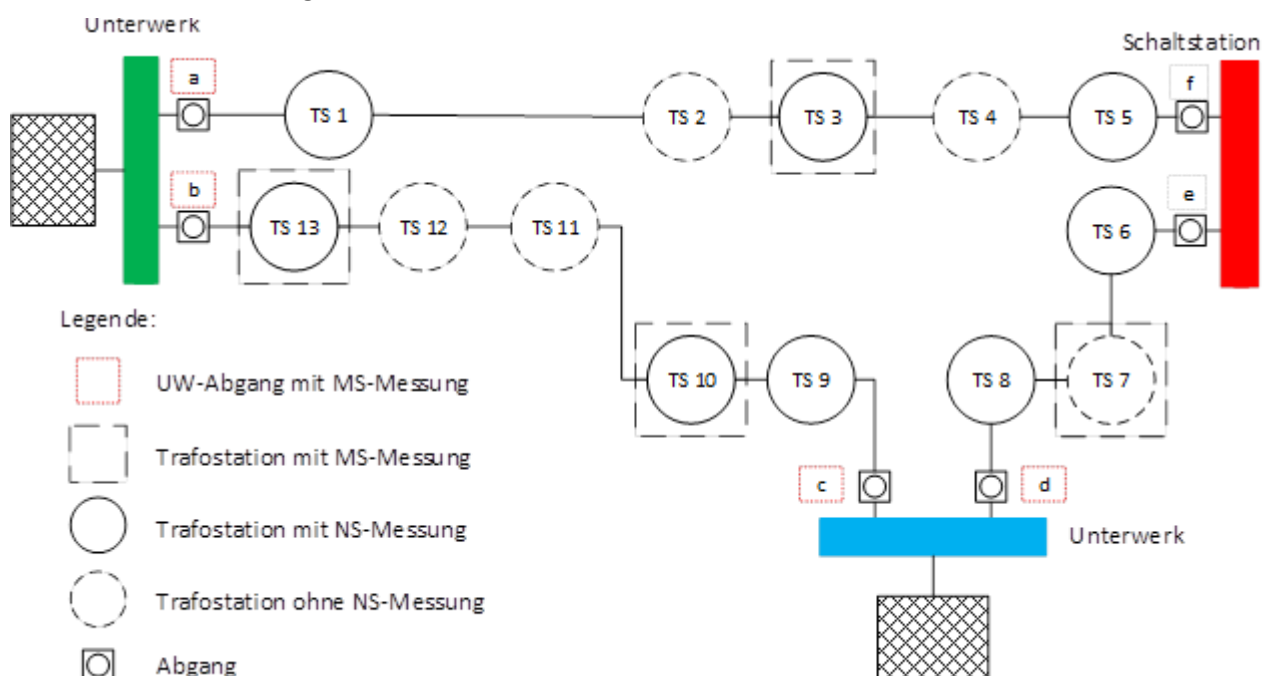 Unterwerk
Schaltstation
a
f
TS 1
TS 2
TS 3
TS 4
TS 5
b
e
TS 13
TS 12
TS 11
TS 6
Legende:
UW-Abgang mit MS-Messung
TS 10
TS 9
TS 8
TS 7
Trafostation mit MS-Messung
c
d
Trafostation mit NS-Messung
Unterwerk
Trafostation ohne NS-Messung
Abgang